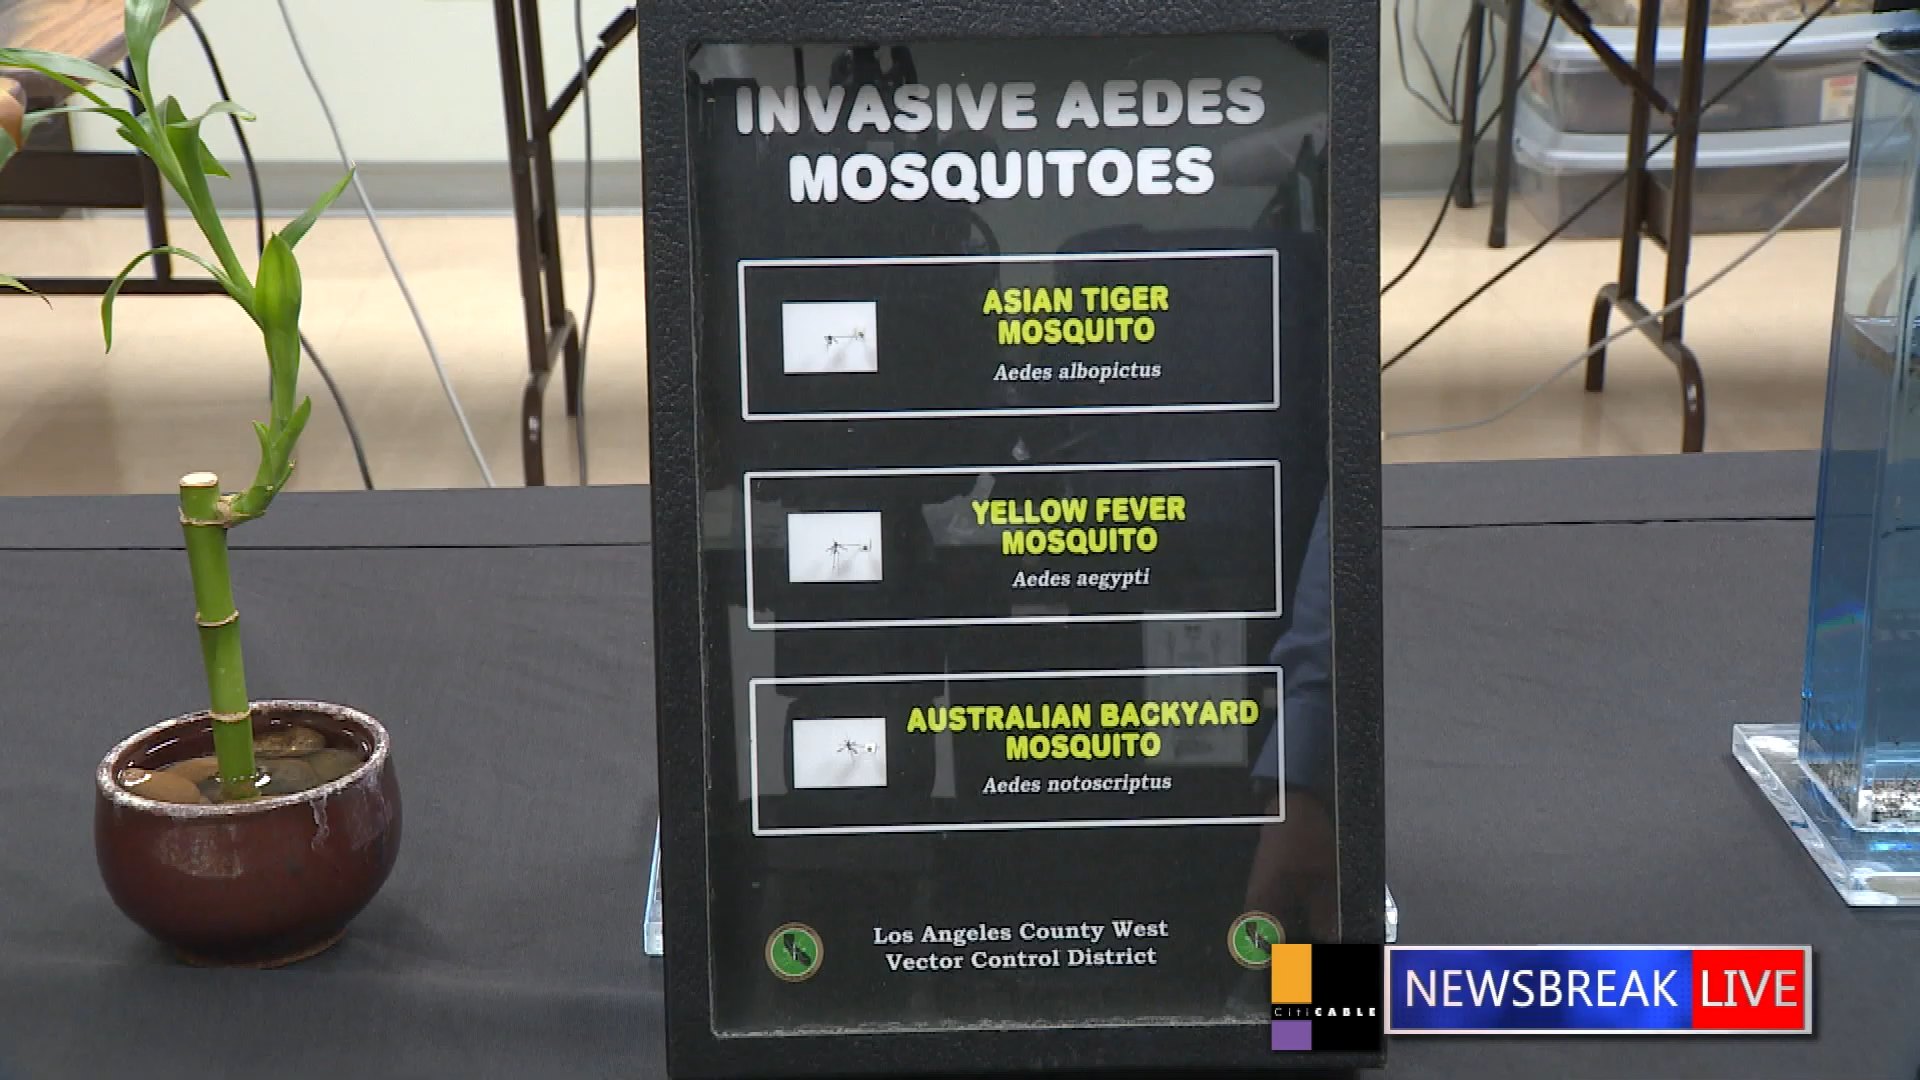 INVASIVE AEDES
MOSQUITOES
ASIAN TIGER
MOSQUITO
Aedes albopictus
YELLOW FEVER
MOSQUITO
Aedes aegypti
AUSTRALIAN BACKYARD
MOSQUITO
Aedes notoscriptus
Los Angeles County West
Vector Control District
CitiCABLE
NEWSBREAK LIVE